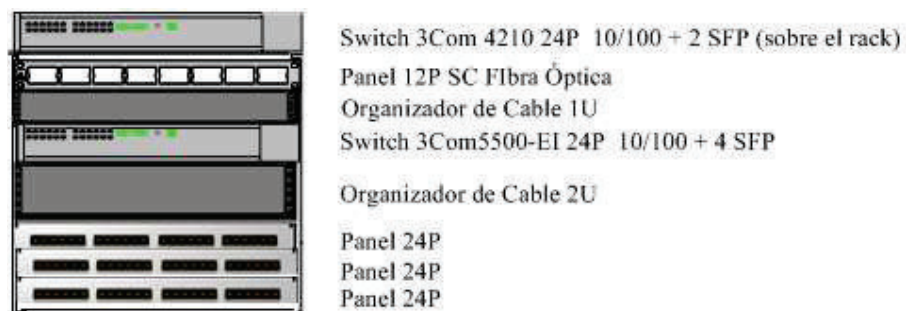 Switch 3Com 4210 24P 10/100 + 2 SFP (sobre el rack)
Panel 12P SC FIbra Óptica
Organizador de Cable 1U
Switch 3Com5500-EI 24P 10/100 + 4 SFP
Organizador de Cable 2U
Panel 24P
Panel 24P
Panel 24P